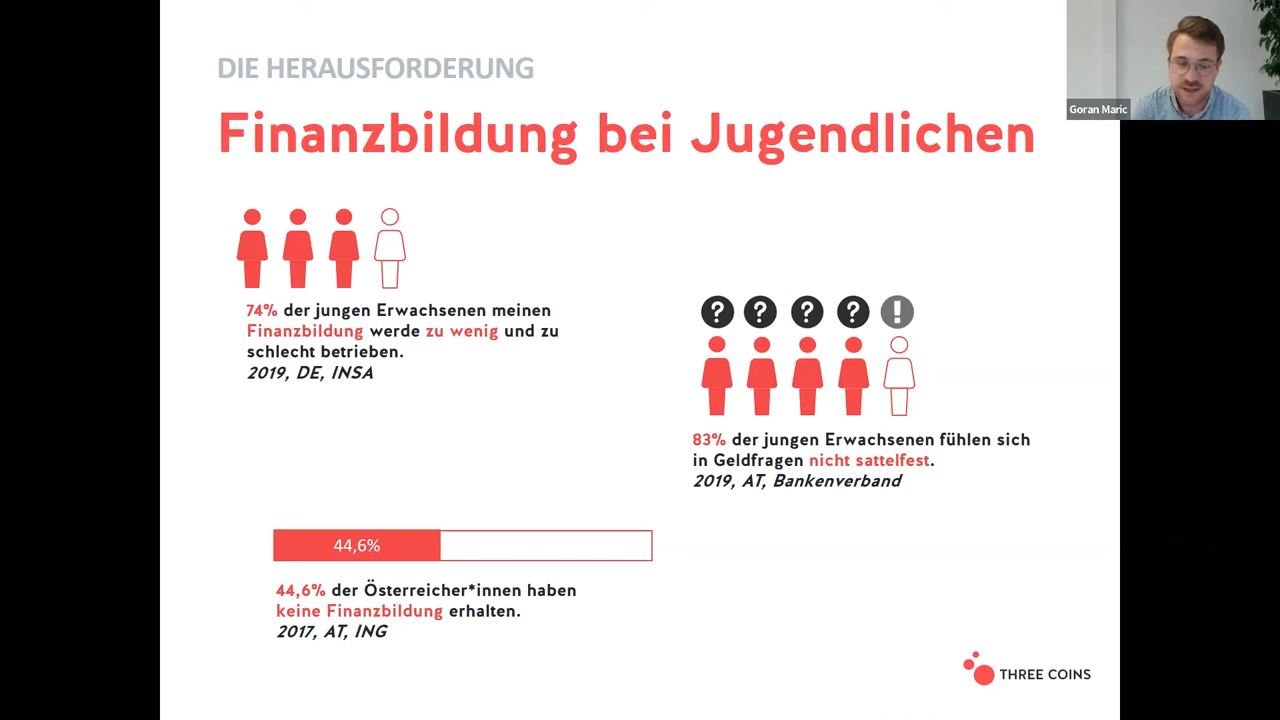 DIE HERAUSFORDERUNG
Finanzbildung bei Jugendlichen
Goran Maric
74% der jungen Erwachsenen meinen
Finanzbildung werde zu wenig und zu
schlecht betrieben.
2019, DE, INSA
? ? ? ? !
83% der jungen Erwachsenen fühlen sich
in Geldfragen nicht sattelfest.
2019, AT, Bankenverband
44,6%
44,6% der Österreicher*innen haben
keine Finanzbildung erhalten.
2017, AT, ING
THREE COINS